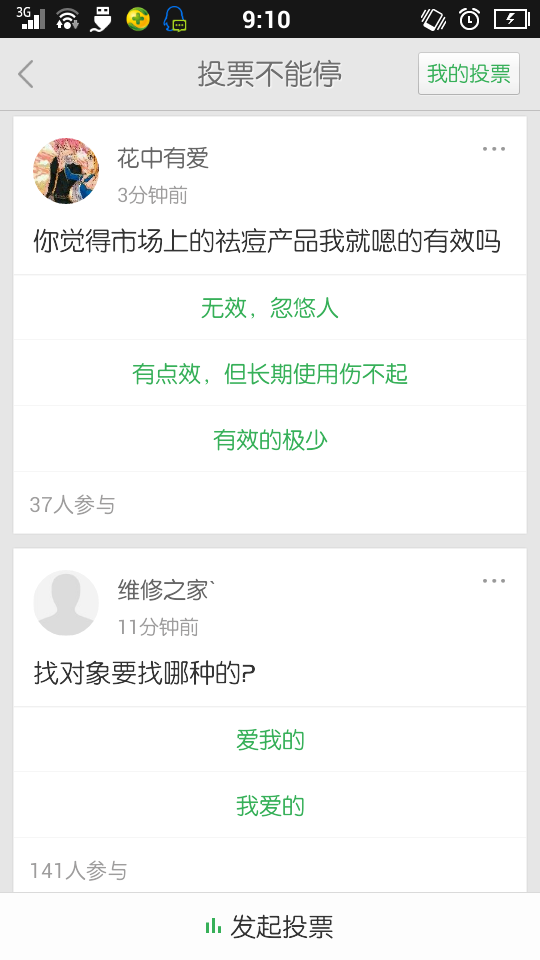 3G
9:10
投票不能停
我的投票
花中有爱
3分钟前
你觉得市场上的祛痘产品我就嗯的有效吗
无效，忽悠人
有点效，但长期使用伤不起
有效的极少
37人参与
维修之家`
11分钟前
找对象要找哪种的?
爱我的
我爱的
141人参与
发起投票